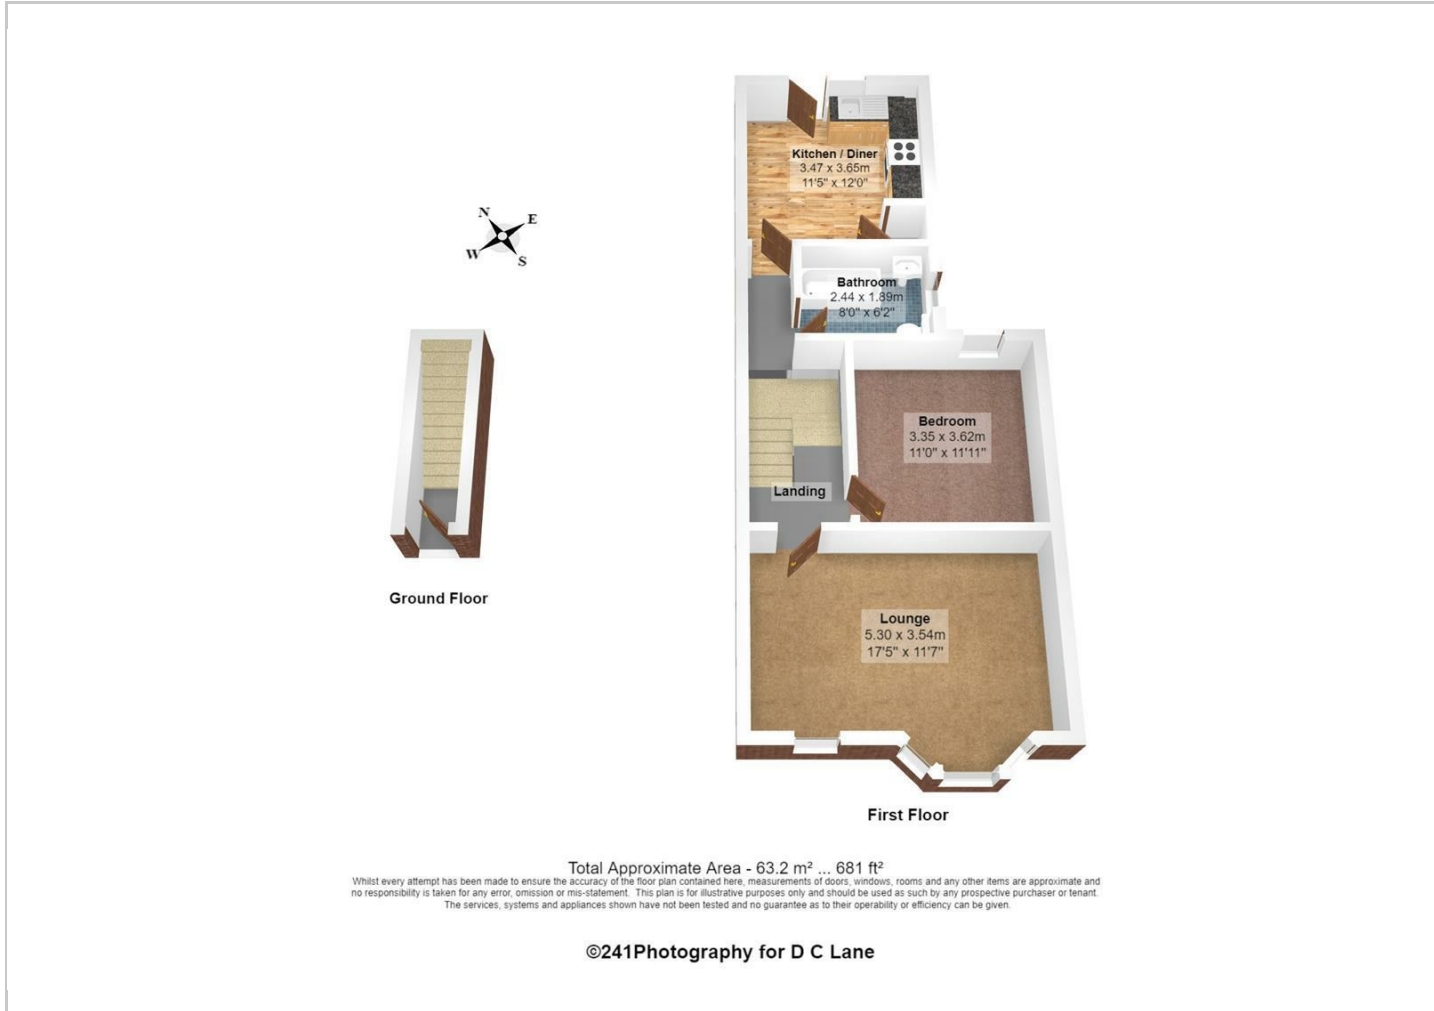 Kitchen / Diner
3.47 x 3.65m
11'5" x 12'0"
N
E
W
S
Bathroom
2.44 x 1.89m
8'0" x 6'2"
Bedroom
3.35 x 3.62m
11'0" x 11'11"
Landing
Ground Floor
Lounge
5.30 x 3.54m
17'5" x 11'7"
First Floor
Total Approximate Area - 63.2 m² ... 681 ft²
Whilst every attempt has been made to ensure the accuracy of the floor plan contained here, measurements of doors, windows, rooms and any other items are approximate and
no responsibility is taken for any error, omission or mis-statement. This plan is for illustrative purposes only and should be used as such by any prospective purchaser or tenant.
The services, systems and appliances shown have not been tested and no guarantee as to their operability or efficiency can be given.
©241Photography for D C Lane